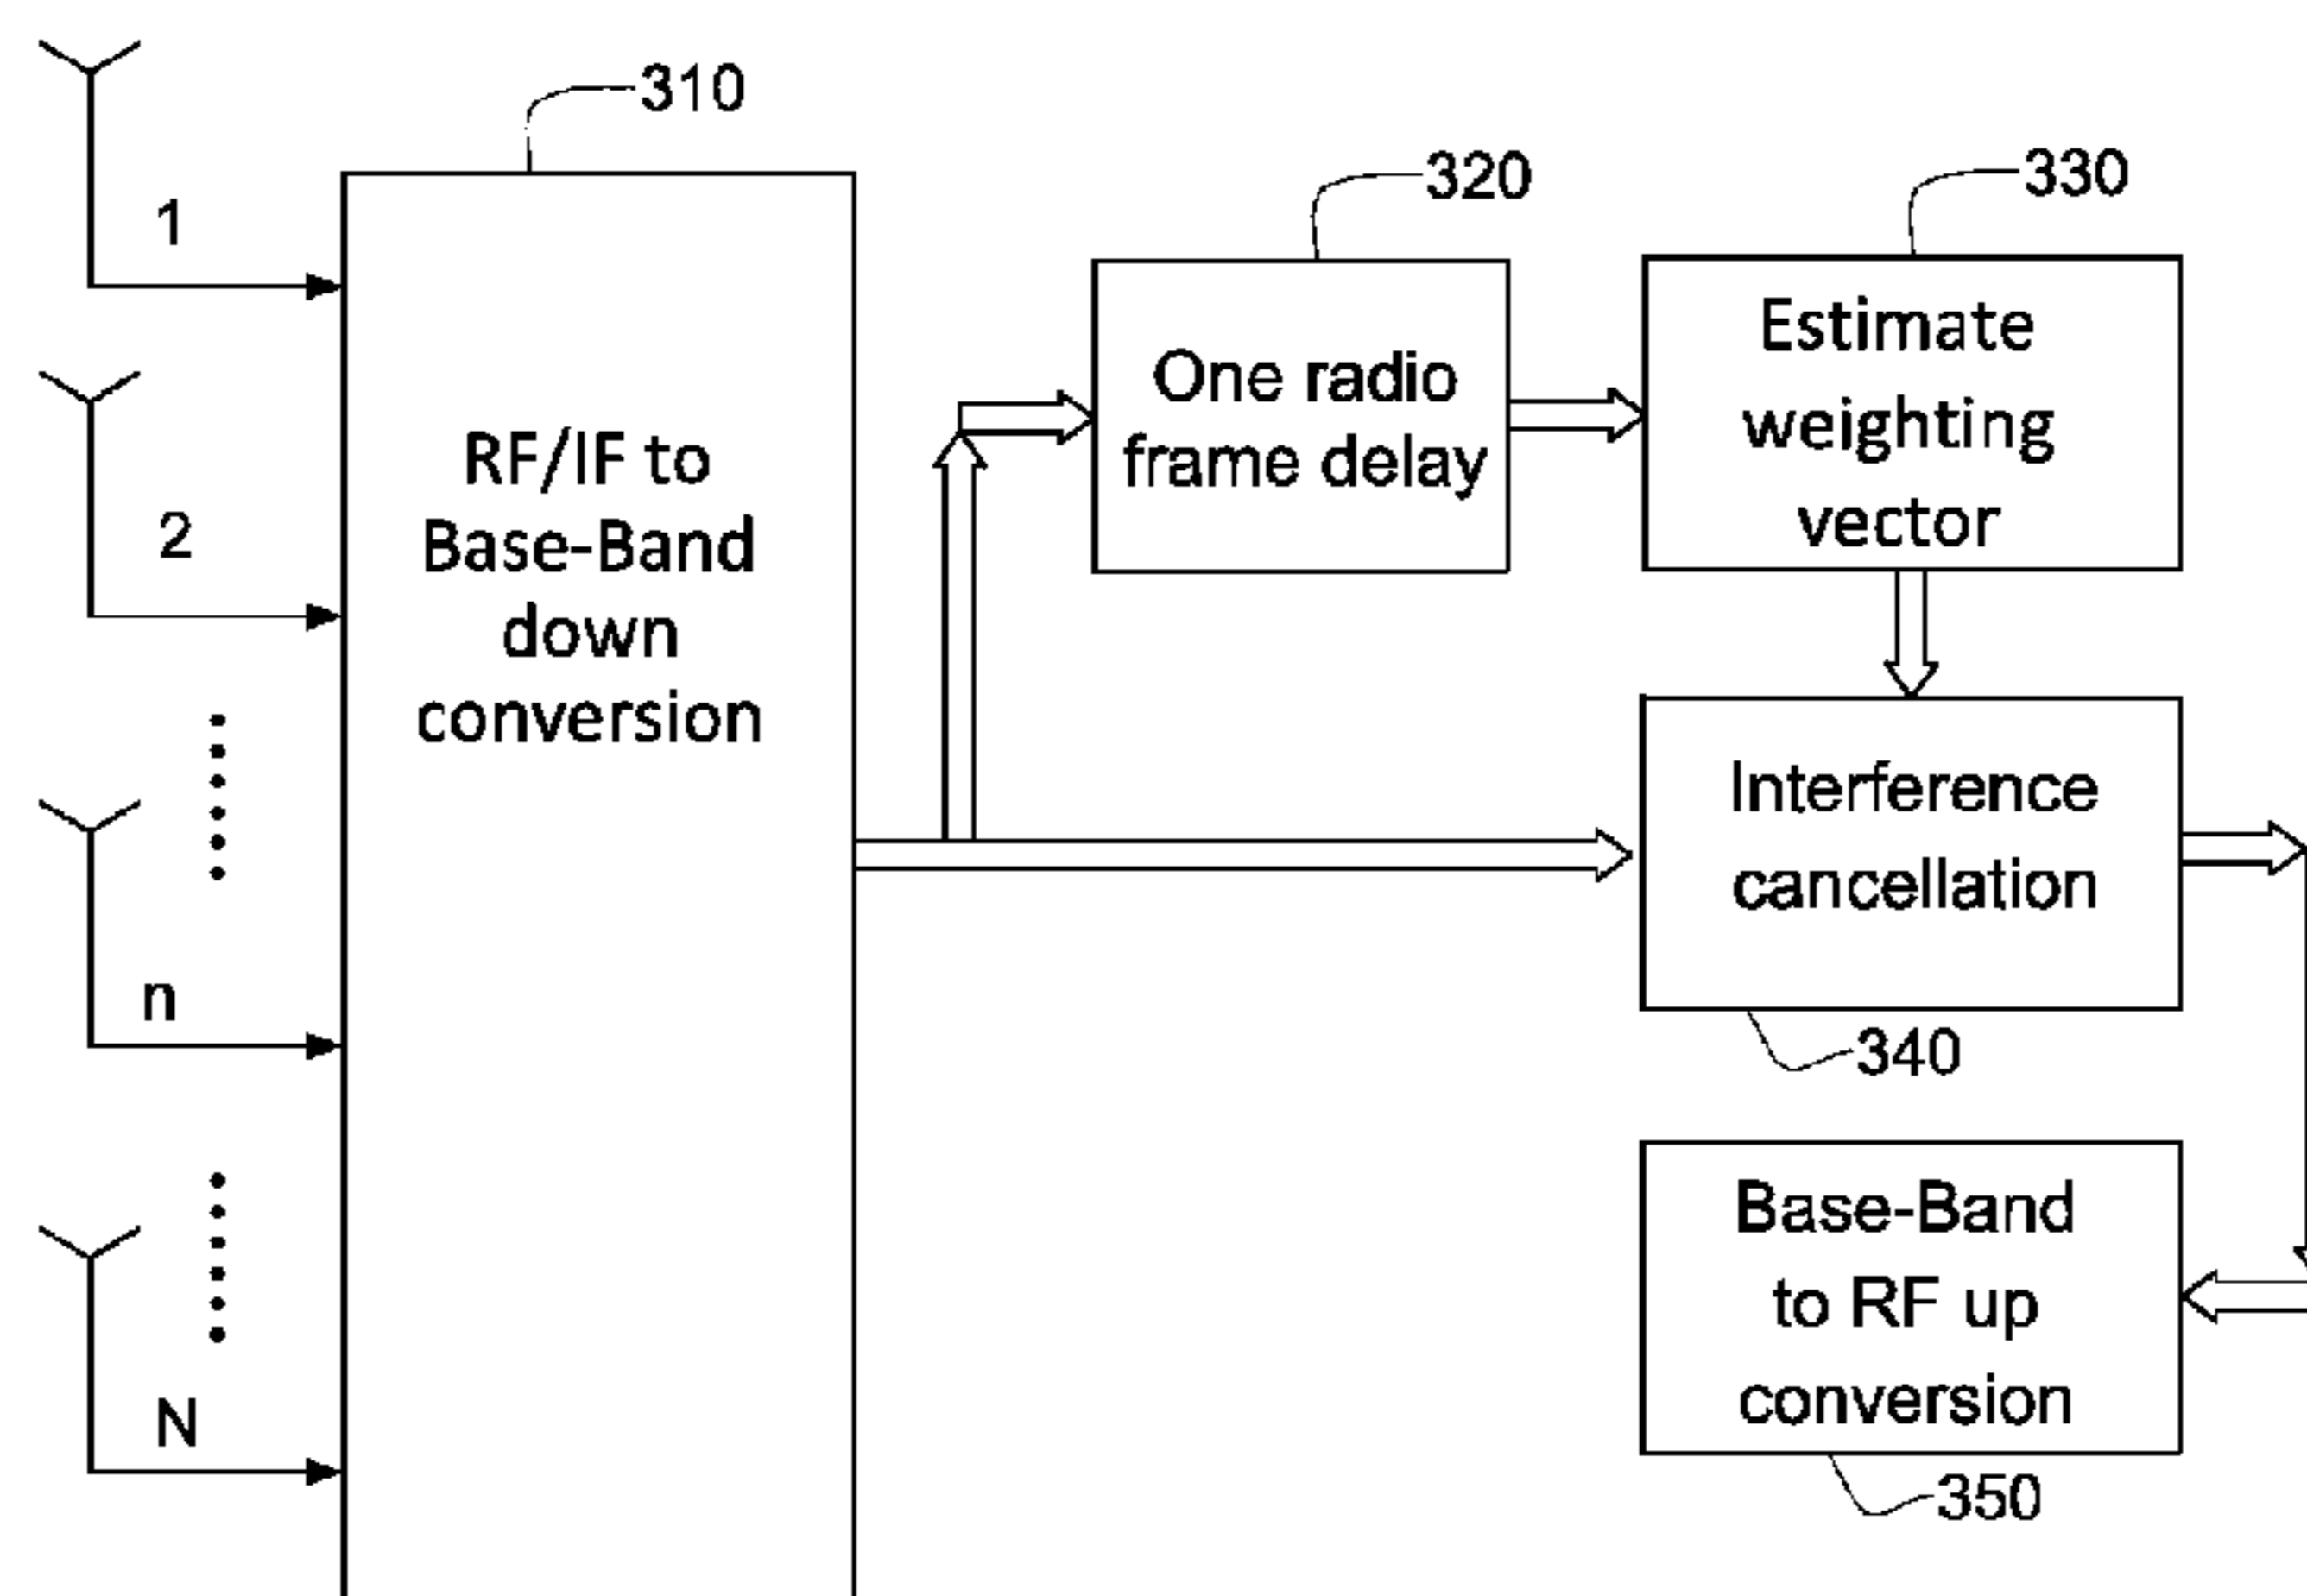 310
320
330
1
2
n
N
RF/IF to
Base-Band
down
conversion
One radio
frame delay
Estimate
weighting
vector
Interference
cancellation
340
Base-Band
to RF up
conversion
350